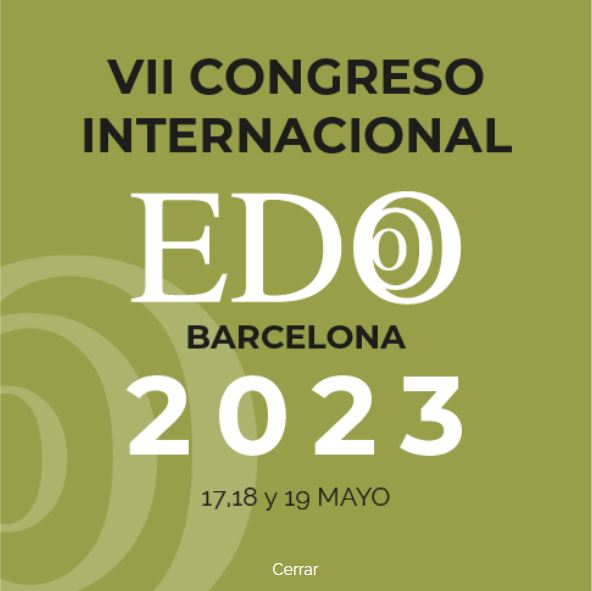 VII CONGRESO
INTERNACIONAL
EDO
BARCELONA
2023
17,18 y 19 MAYO
Cerrar